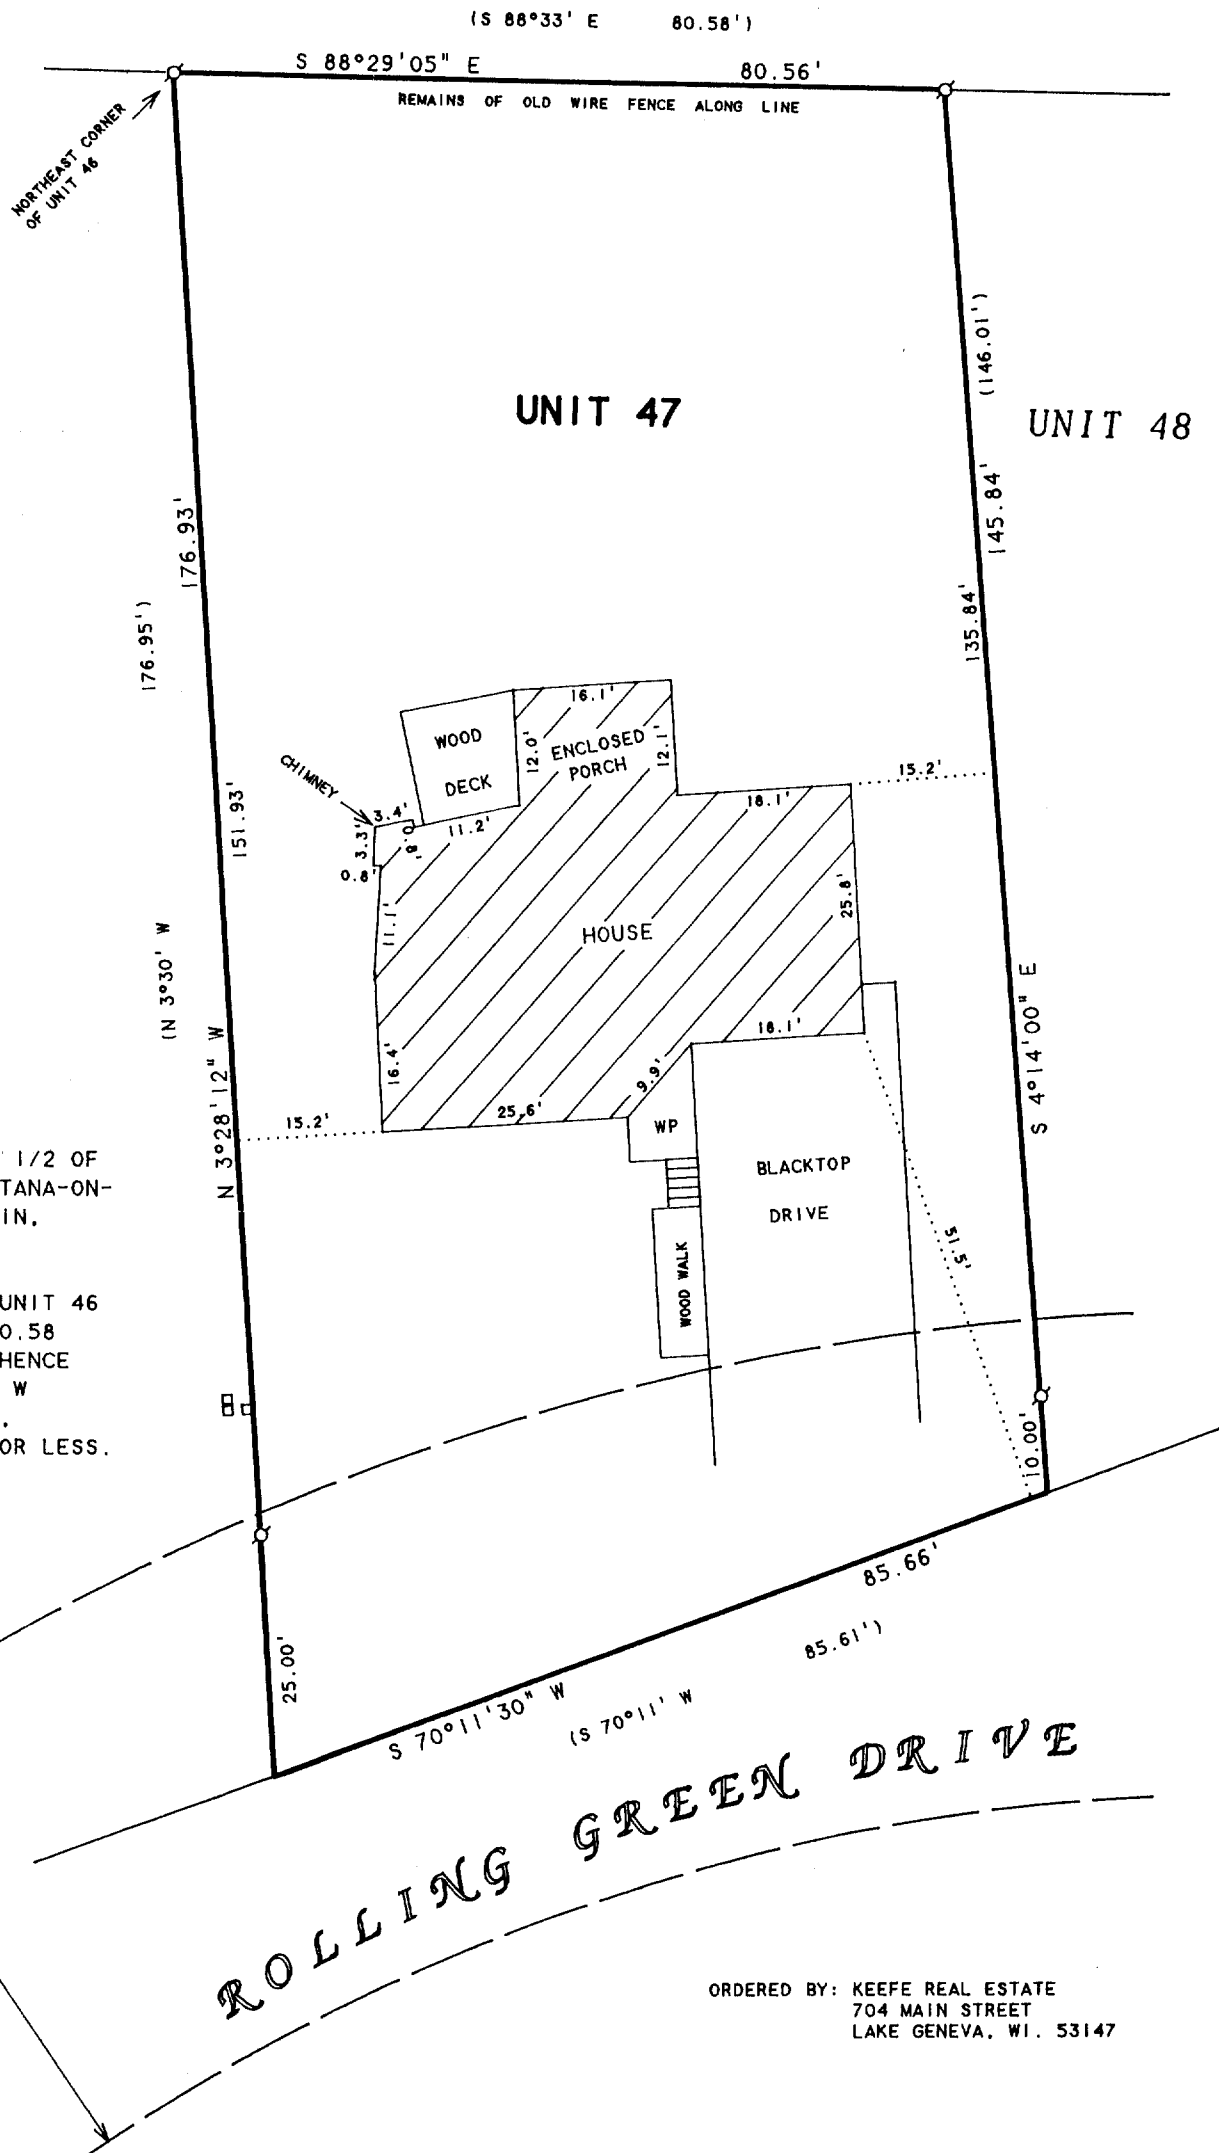 (S 88°33' E 80.58')
S 88°29'05" E 80.56'
REMAINS OF OLD WIRE FENCE ALONG LINE
NORTHEAST CORNER
OF UNIT 46
(146.01')
UNIT 47
UNIT 48
176.93'
145.84'
176.95')
135.84'
16.1'
WOOD
DECK
12.0'
ENCLOSED
PORCH
12.1'
CHIMNEY
15.2'
18.1'
3.4'
3.3'
0.8'
11.2'
0.8'
151.93'
11.1'
25.8'
HOUSE
(N 3°30' W
N 3°28'12" W
S 4°14'00" E
18.1'
16.4'
9.9'
25.6'
15.2'
WP
BLACKTOP
DRIVE
1/2 OF
TANA-ON-
IN.
WOOD WALK
51.5'
UNIT 46
0.58
HENCE
W
.
OR LESS.
10.00'
85.66'
25.00'
85.61')
S 70°11'30" W
(S 70°11' W
ROLLING GREEN DRIVE
ORDERED BY: KEEFE REAL ESTATE
704 MAIN STREET
LAKE GENEVA, WI. 53147